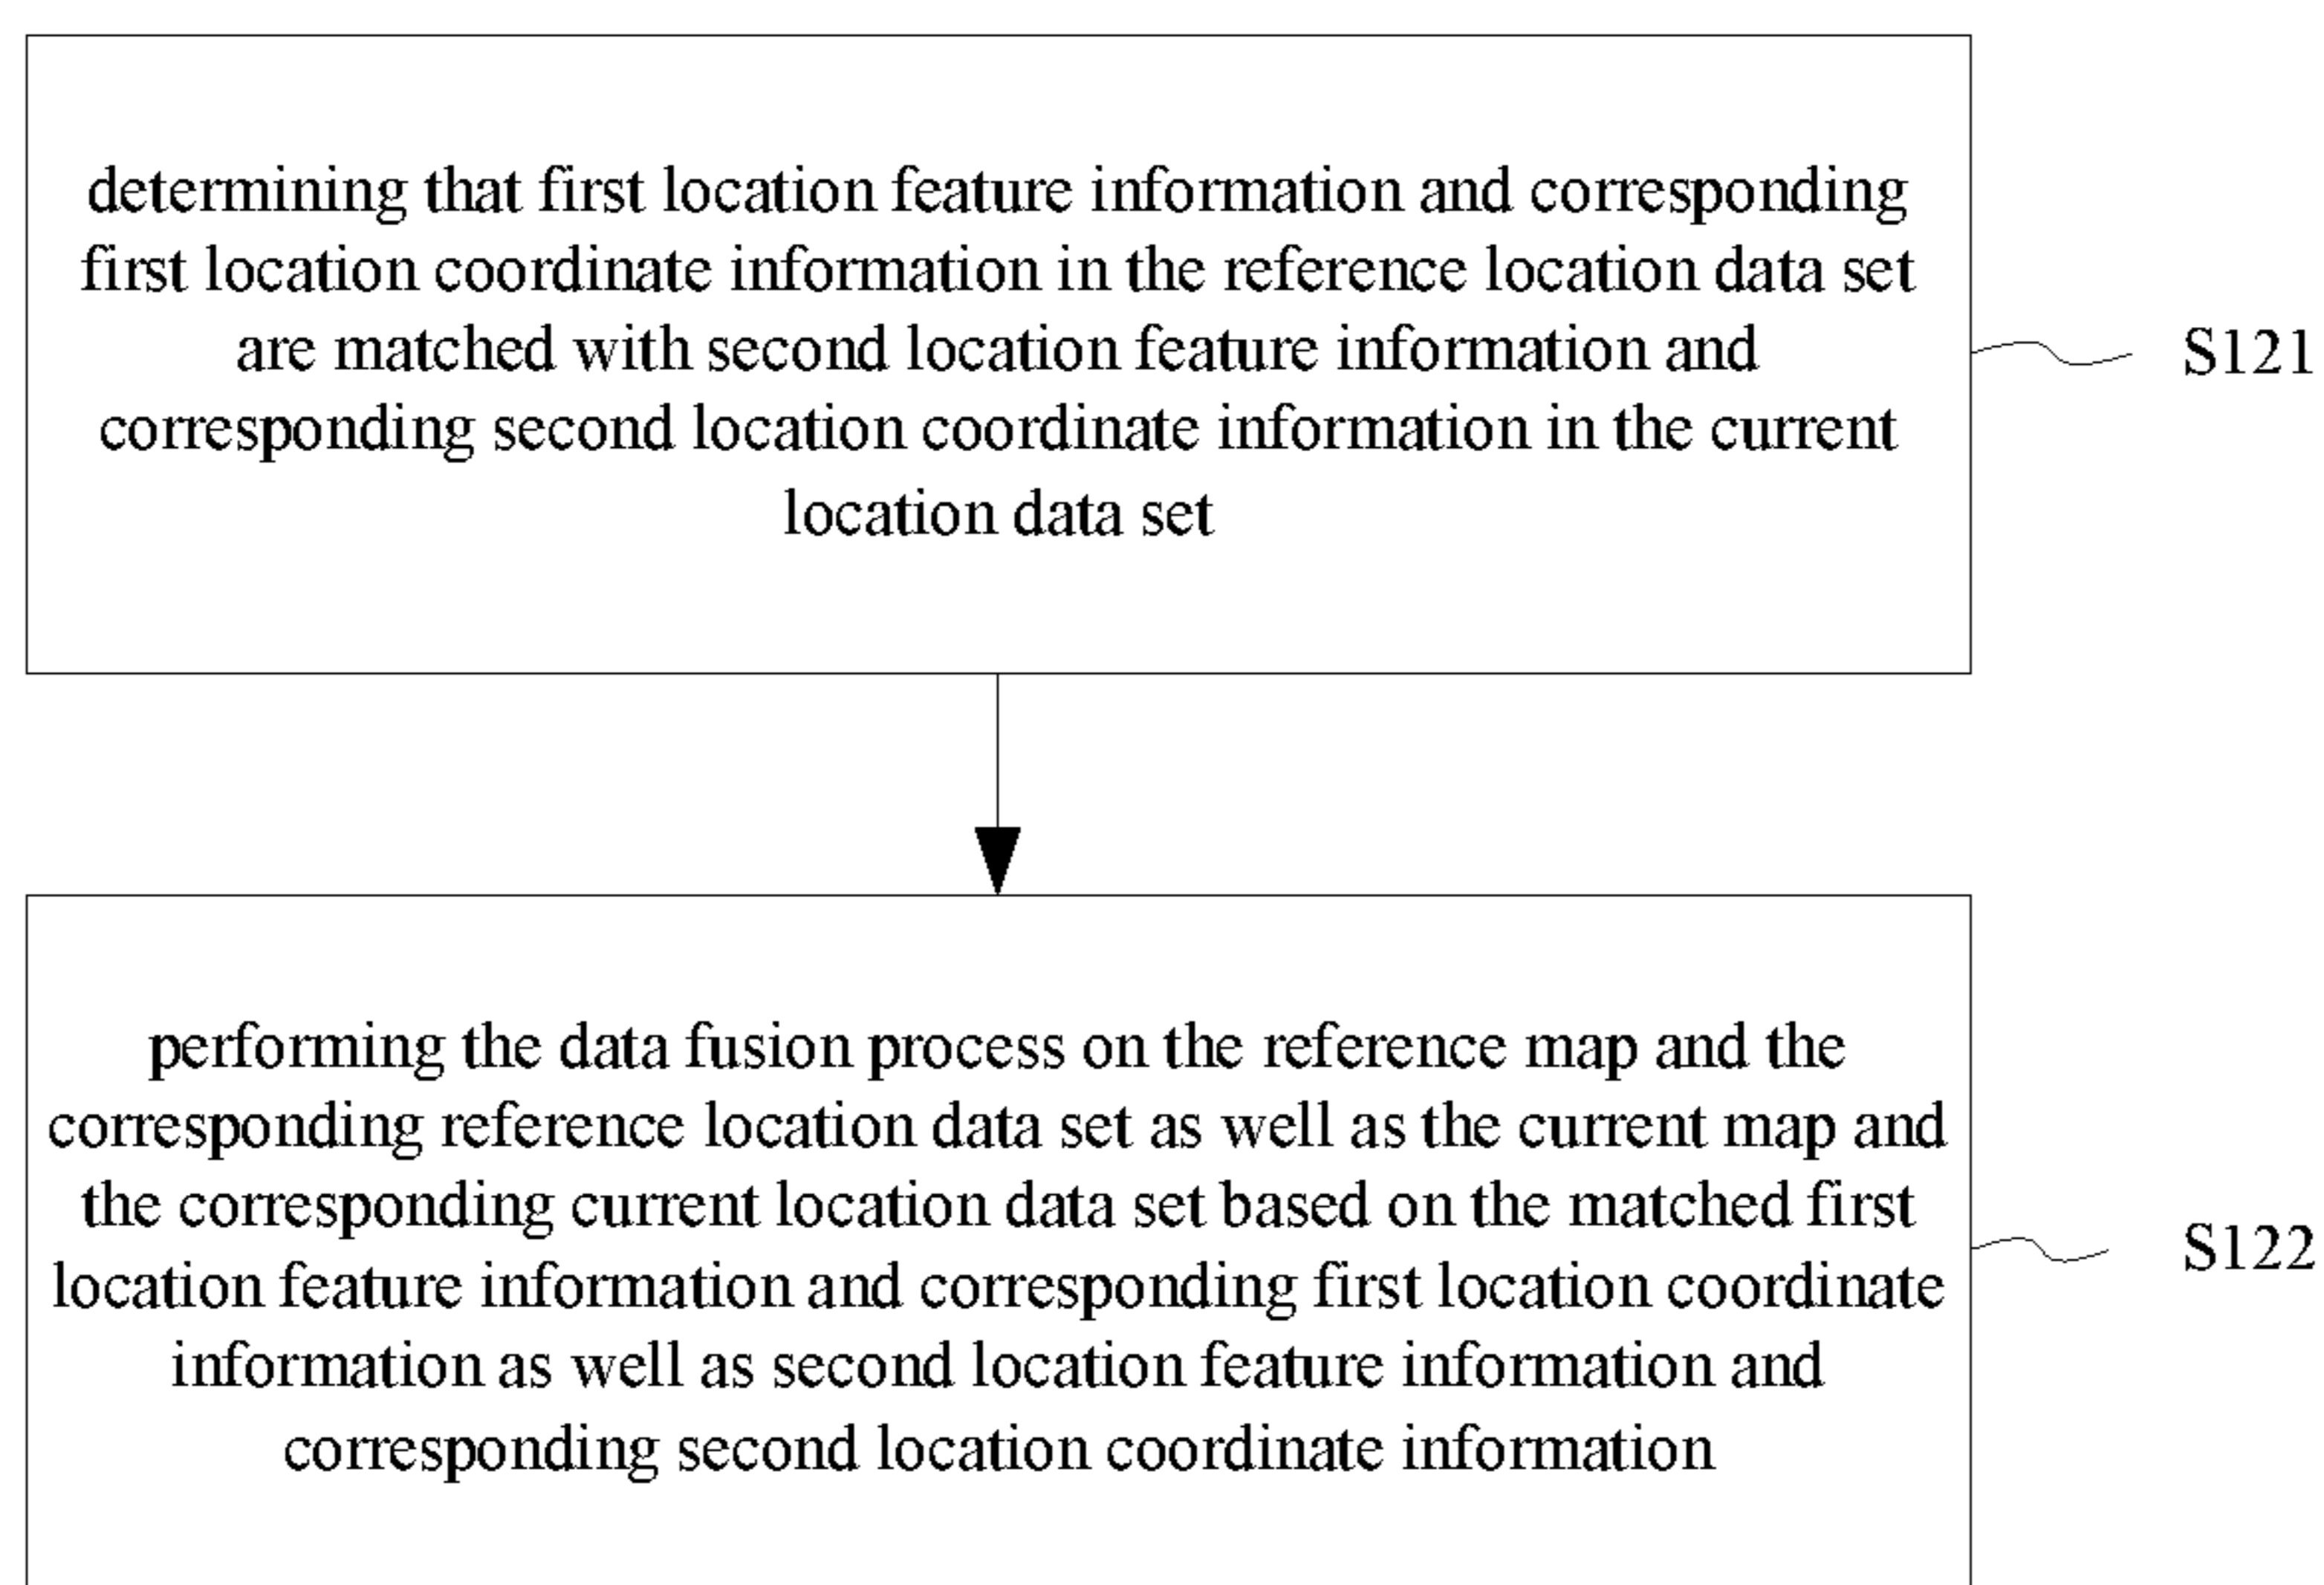 determining that first location feature information and corresponding
first location coordinate information in the reference location data set
are matched with second location feature information and
corresponding second location coordinate information in the current
location data set
S121
performing the data fusion process on the reference map and the
corresponding reference location data set as well as the current map and
the corresponding current location data set based on the matched first
location feature information and corresponding first location coordinate
information as well as second location feature information and
corresponding second location coordinate information
S122